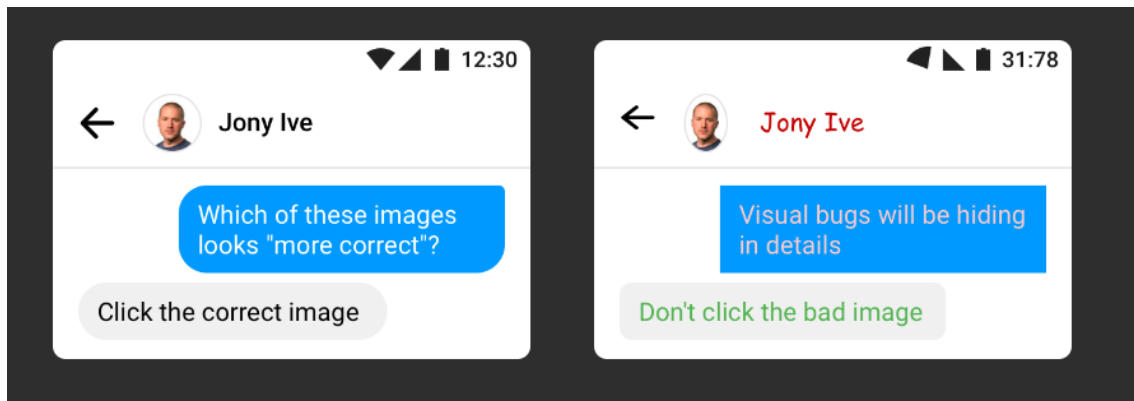 12:30
Jony Ive
Which of these images
looks "more correct"?
Click the correct image
31:78
Jony Ive
Visual bugs will be hiding
in details
Don't click the bad image